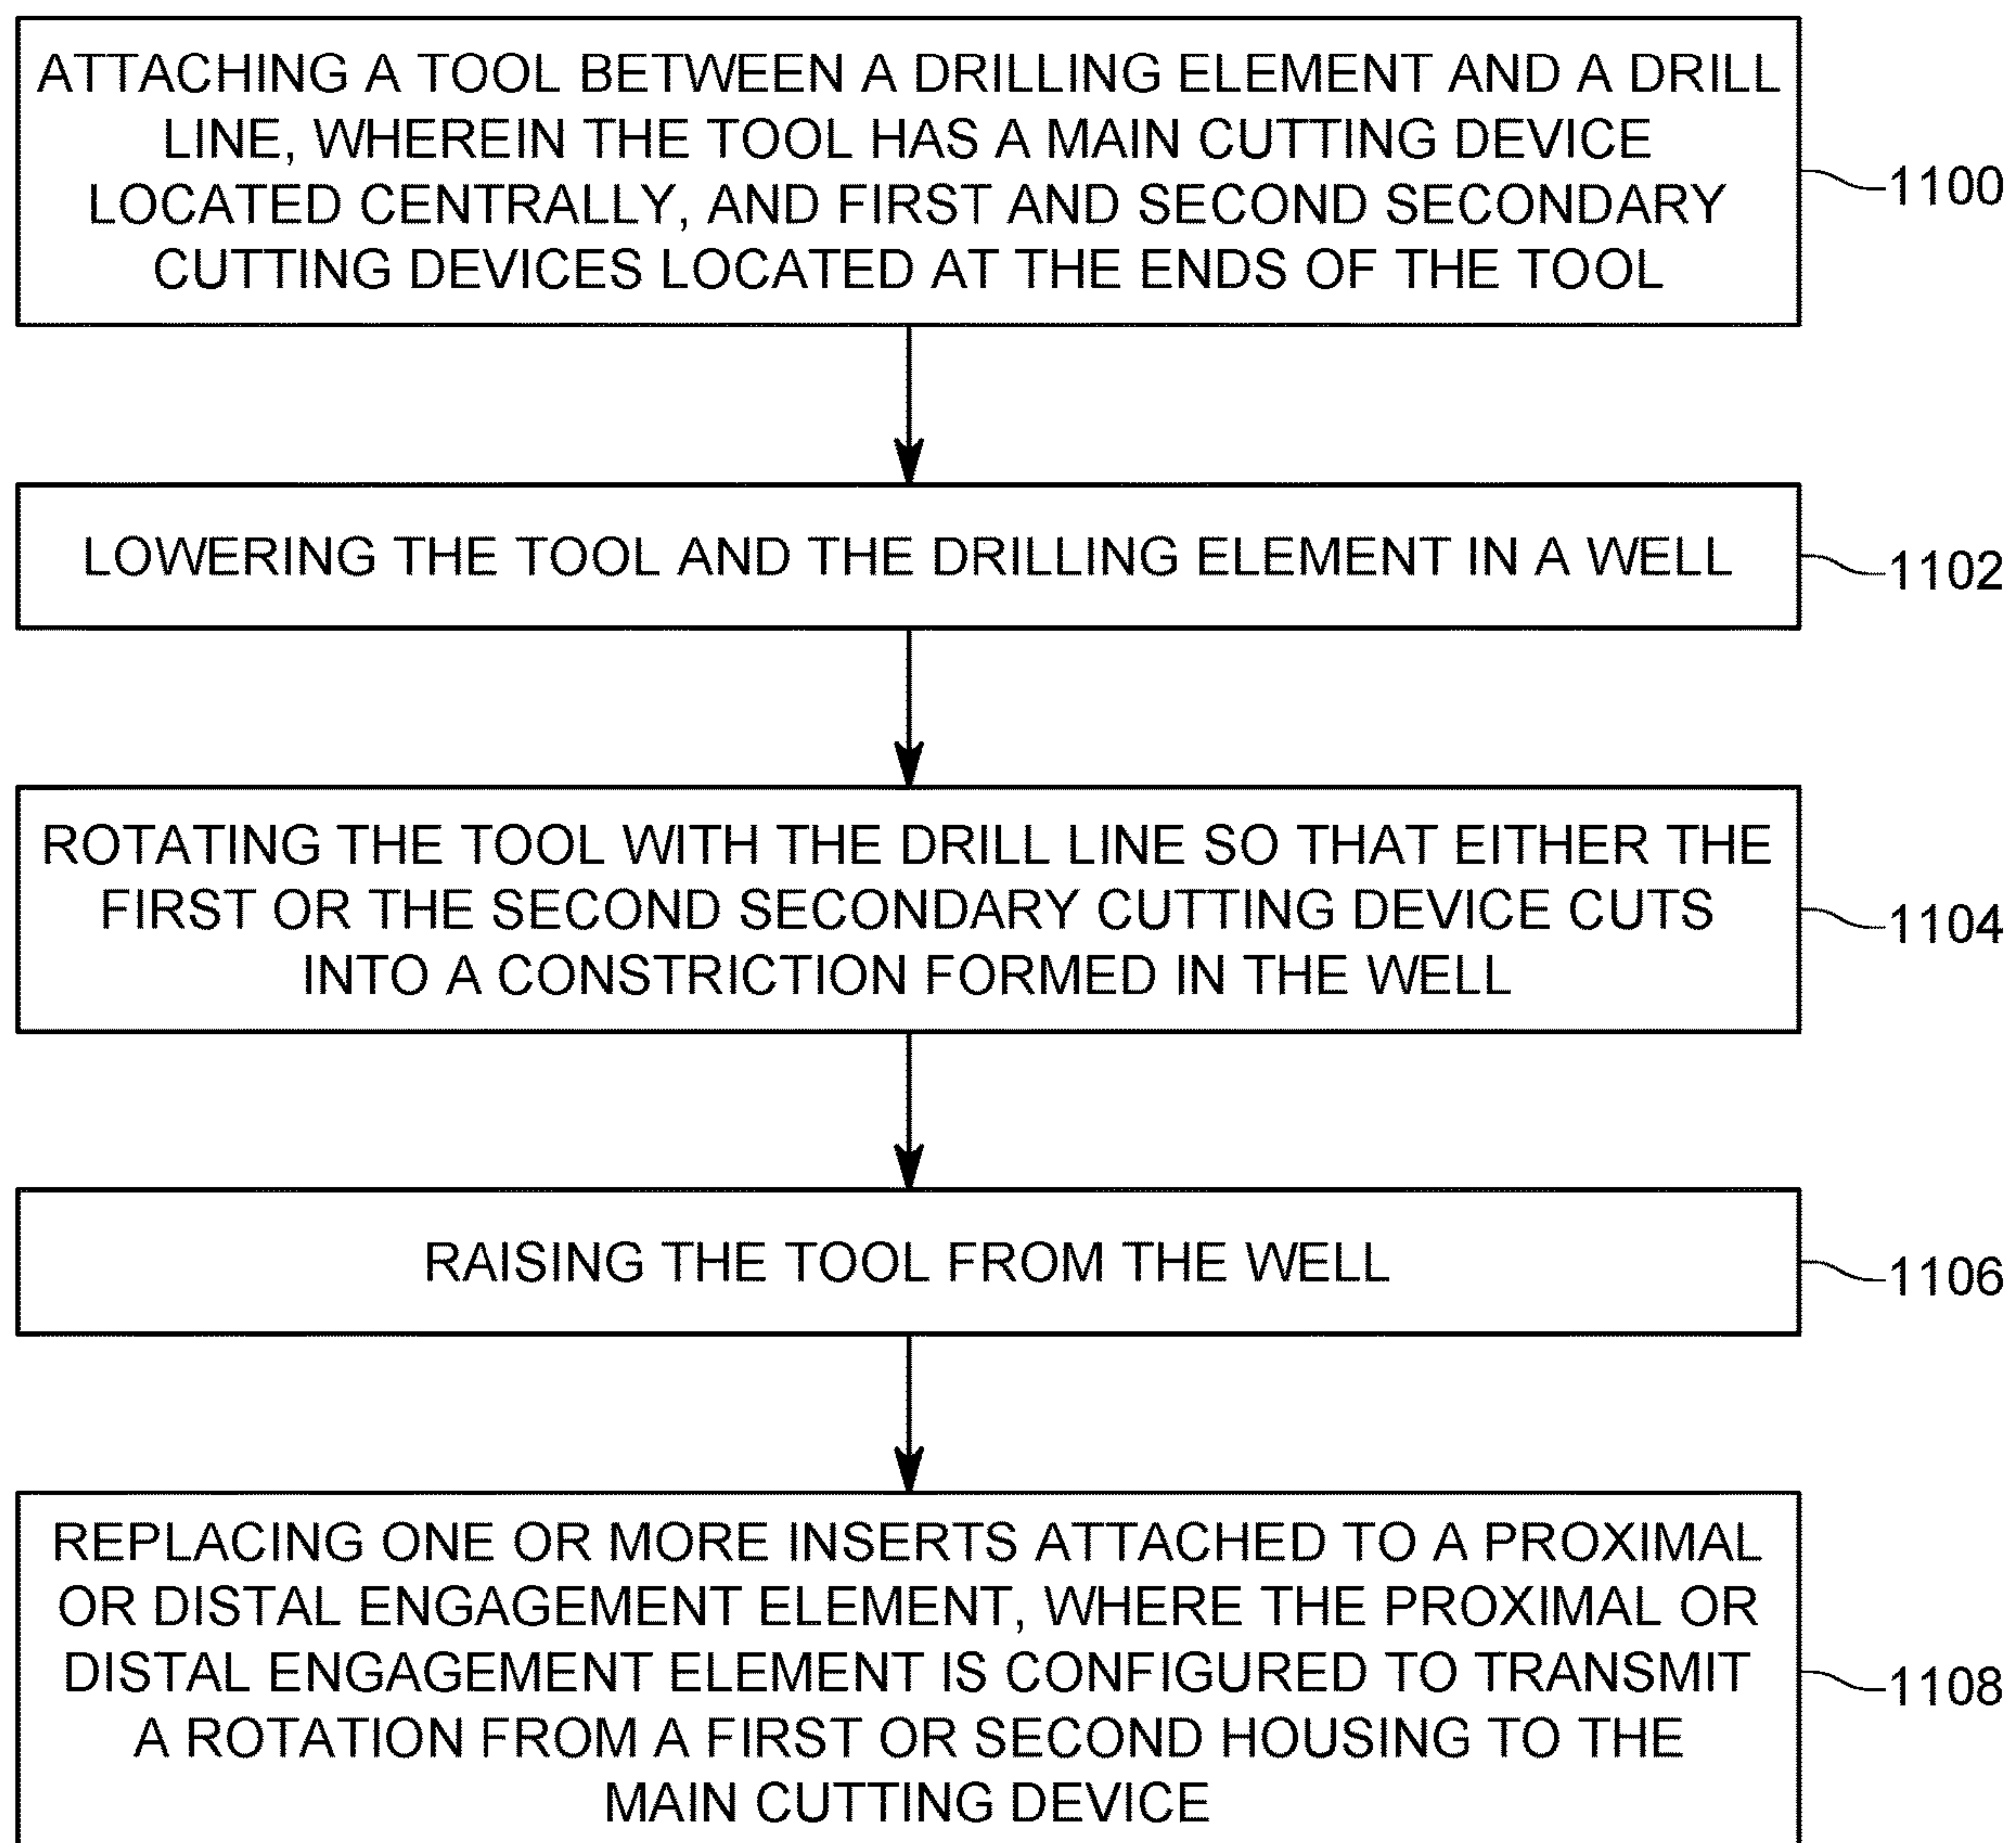 ATTACHING A TOOL BETWEEN A DRILLING ELEMENT AND A DRILL
LINE, WHEREIN THE TOOL HAS A MAIN CUTTING DEVICE
LOCATED CENTRALLY, AND FIRST AND SECOND SECONDARY
CUTTING DEVICES LOCATED AT THE ENDS OF THE TOOL
1100
LOWERING THE TOOL AND THE DRILLING ELEMENT IN A WELL
1102
ROTATING THE TOOL WITH THE DRILL LINE SO THAT EITHER THE
FIRST OR THE SECOND SECONDARY CUTTING DEVICE CUTS
INTO A CONSTRICTION FORMED IN THE WELL
1104
RAISING THE TOOL FROM THE WELL
1106
REPLACING ONE OR MORE INSERTS ATTACHED TO A PROXIMAL
OR DISTAL ENGAGEMENT ELEMENT, WHERE THE PROXIMAL OR
DISTAL ENGAGEMENT ELEMENT IS CONFIGURED TO TRANSMIT
A ROTATION FROM A FIRST OR SECOND HOUSING TO THE
MAIN CUTTING DEVICE
1108